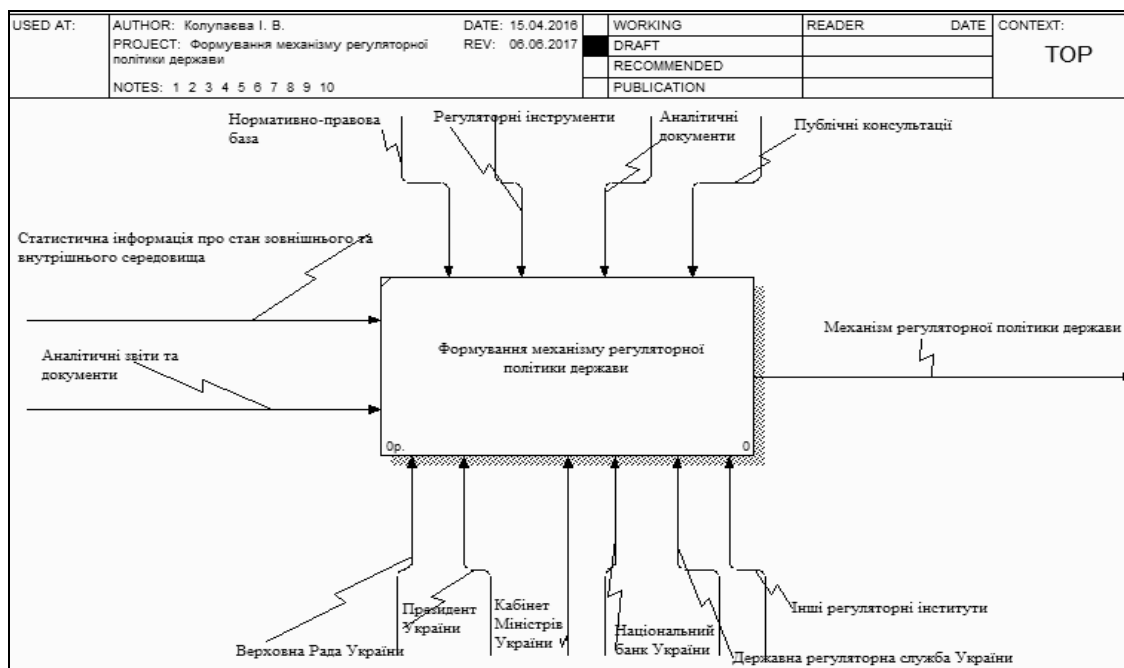 USED AT:
AUTHOR: Колупаєва І. В.
DATE: 15.04.2016
PROJECT: Формування механізму регуляторної
політики держави
REV: 06.06.2017
NOTES: 1 2 3 4 5 6 7 8 9 10
WORKING
DRAFT
RECOMMENDED
PUBLICATION
READER
DATE
CONTEXT:
TOP
Нормативно-правова
база
Регуляторні інструменти
Аналітичні
документи
Публічні консультації
Статистична інформація про стан зовнішнього та
внутрішнього середовища
Аналітичні звіти та
документи
Формування механізму регуляторної
політики держави
0р.
0
Механізм регуляторної політики держави
Верховна Рада України
Президент
України
Кабінет
Міністрів
України
Національний
банк України
Державна регуляторна служба України
Інші регуляторні інститути